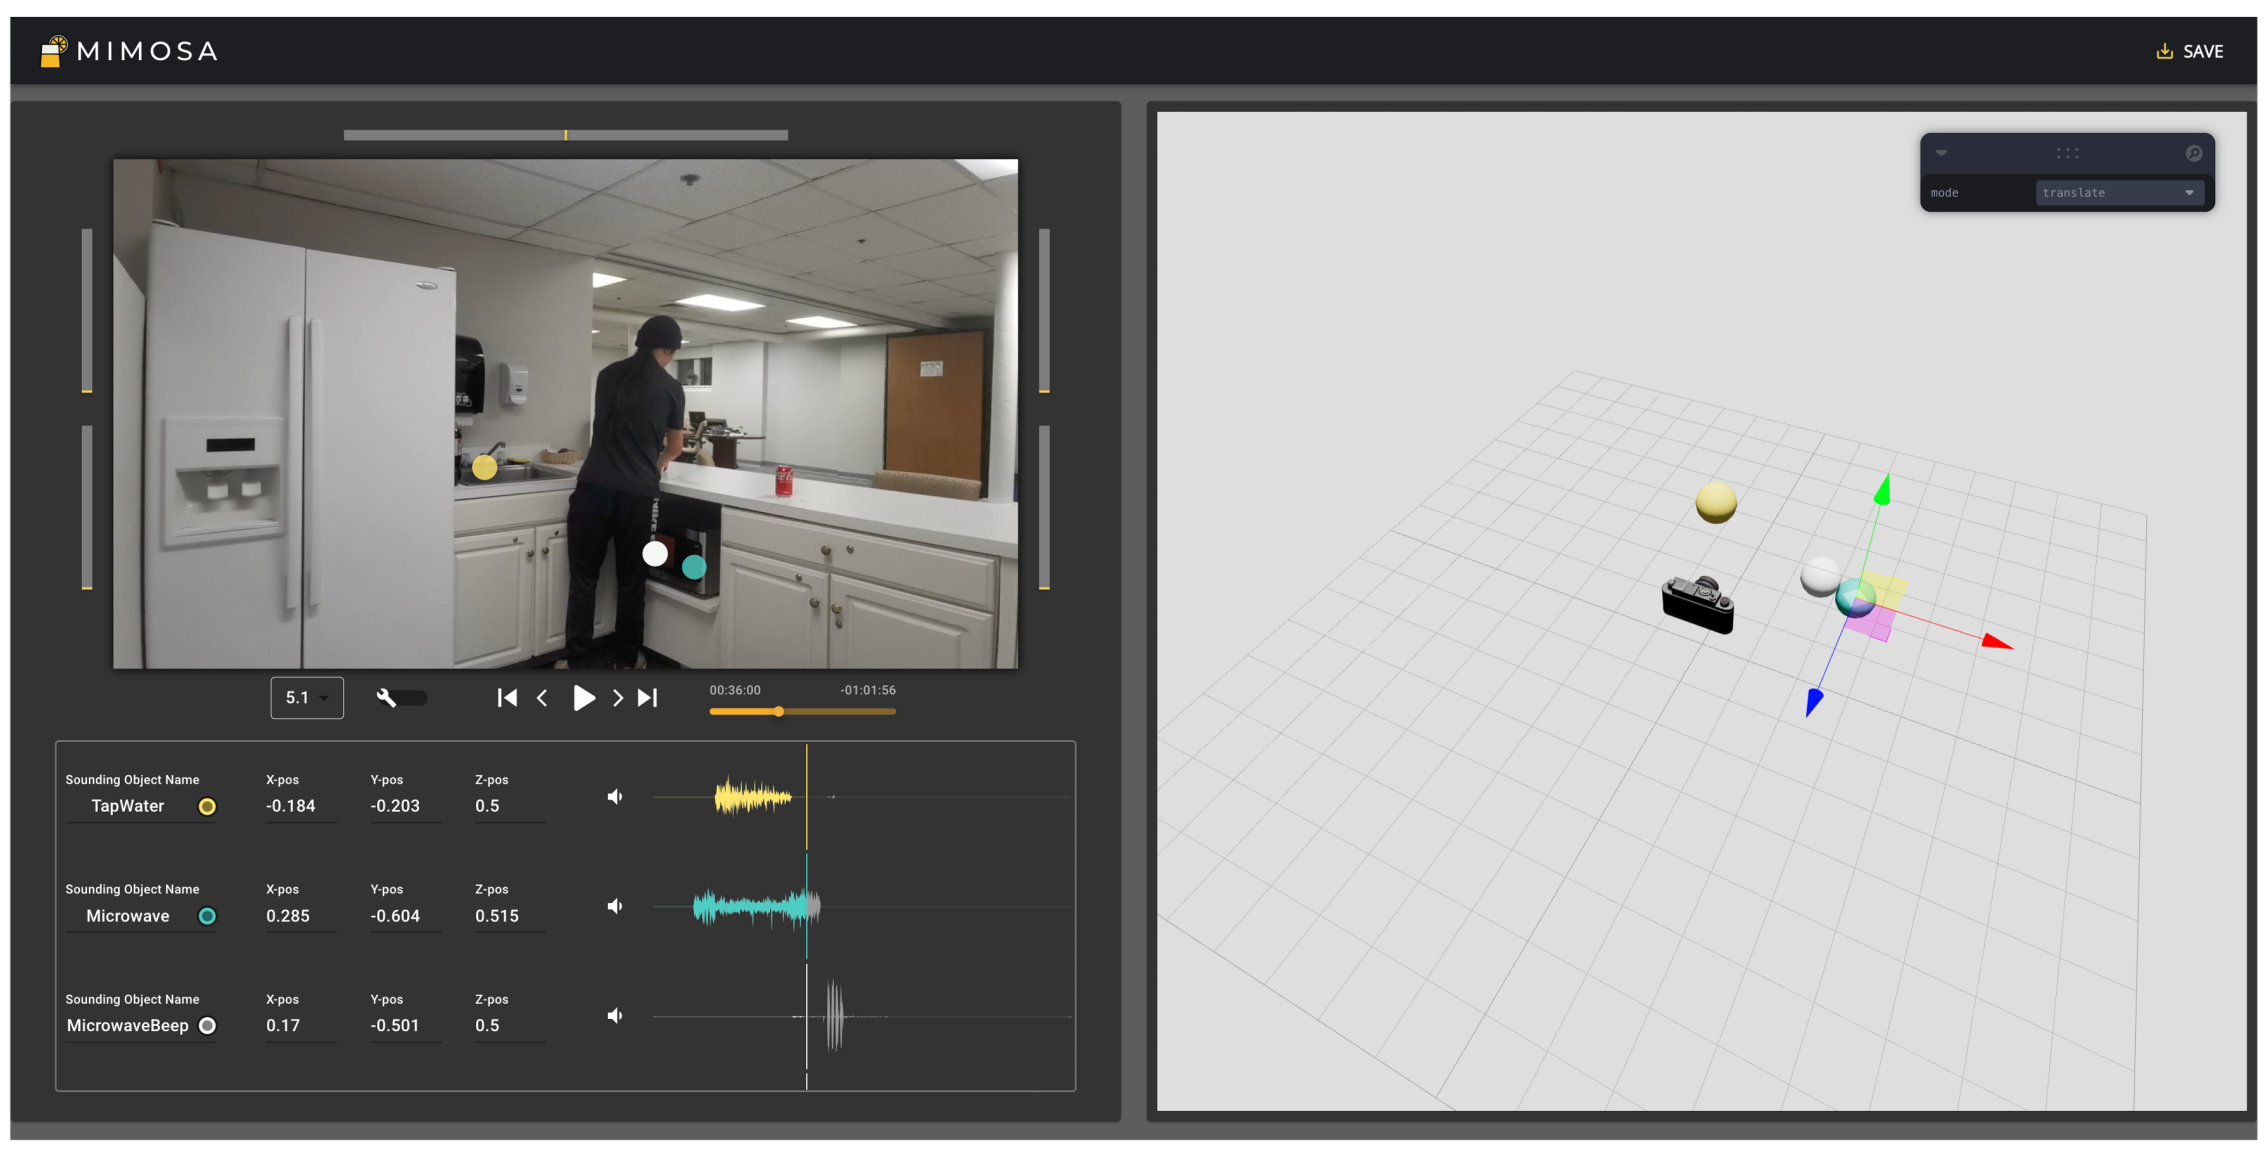 MIMOSA
SAVE
mode
translate
5.1
00:36:00
-01:01:56
Sounding Object Name X-pos Y-pos Z-pos
TapWater -0.184 -0.203 0.5
Sounding Object Name X-pos Y-pos Z-pos
Microwave 0.285 -0.604 0.515
Sounding Object Name X-pos Y-pos Z-pos
MicrowaveBeep 0.17 -0.501 0.5